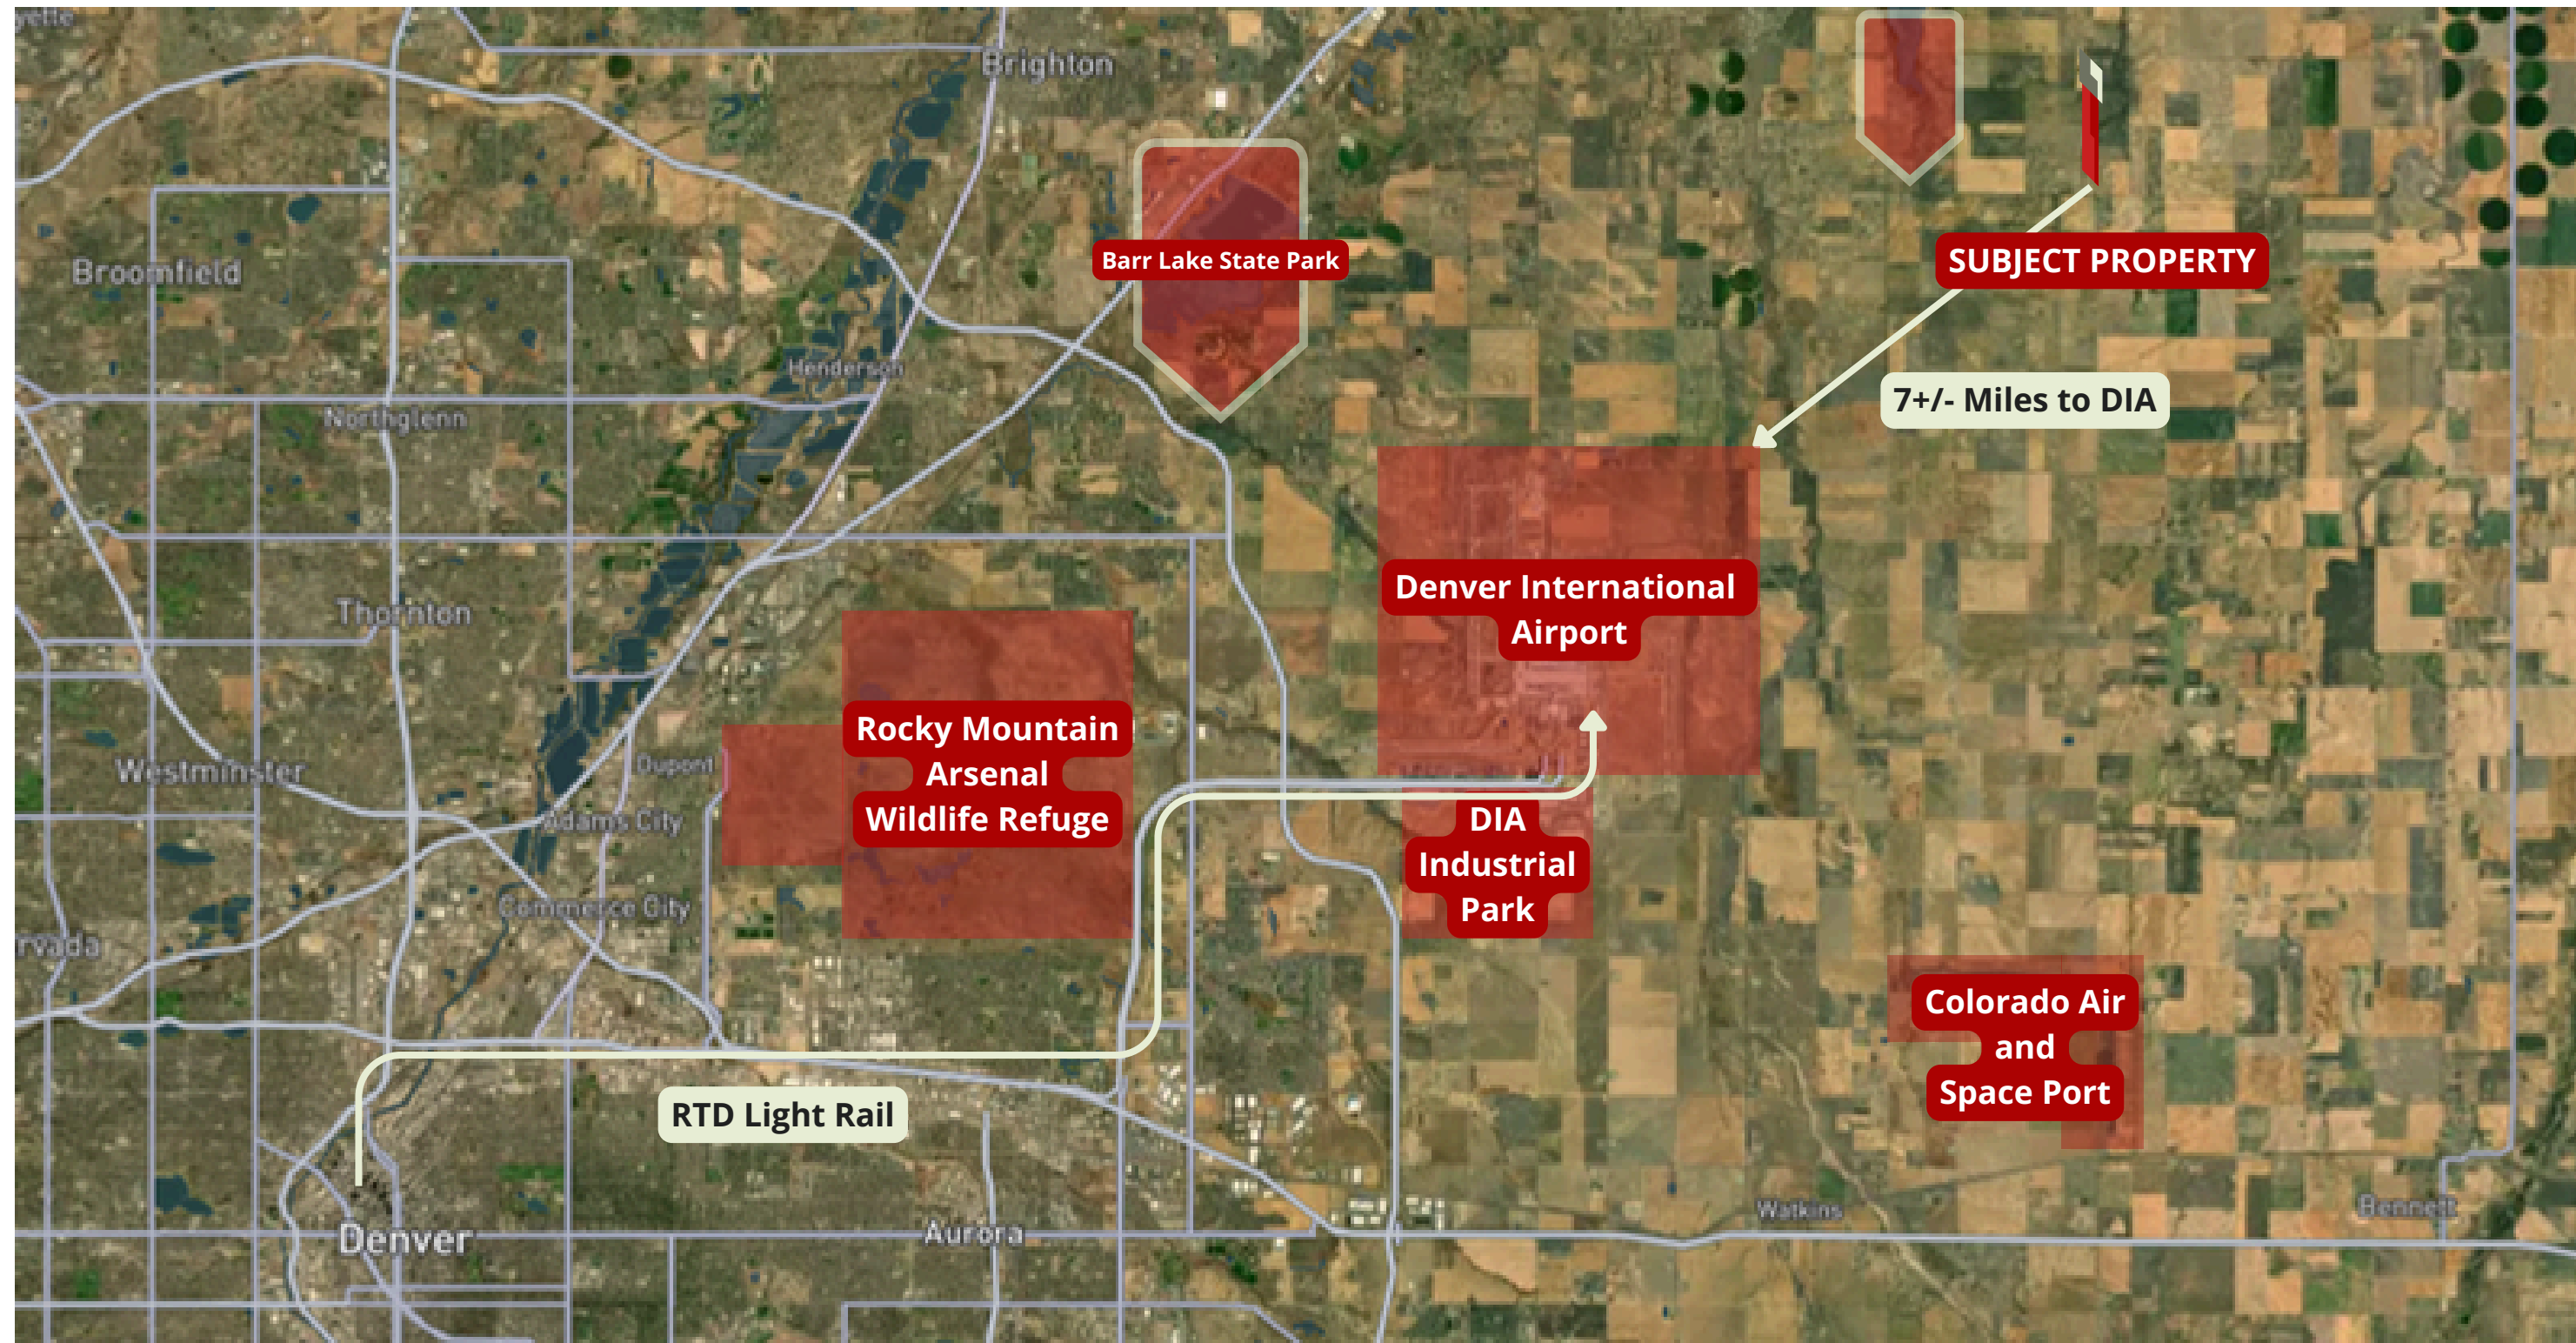 Brighton
Barr Lake State Park
SUBJECT PROPERTY
Broomfield
Henderson
7+/- Miles to DIA
Northglenn
Denver International
Airport
Thornton
Rocky Mountain
Arsenal
Wildlife Refuge
Westminster
Dupont
Adams City
DIA
Industrial
Park
Commerce City
rvada
Colorado Air
and
Space Port
RTD Light Rail
Watkins
Bennett
Denver
Aurora